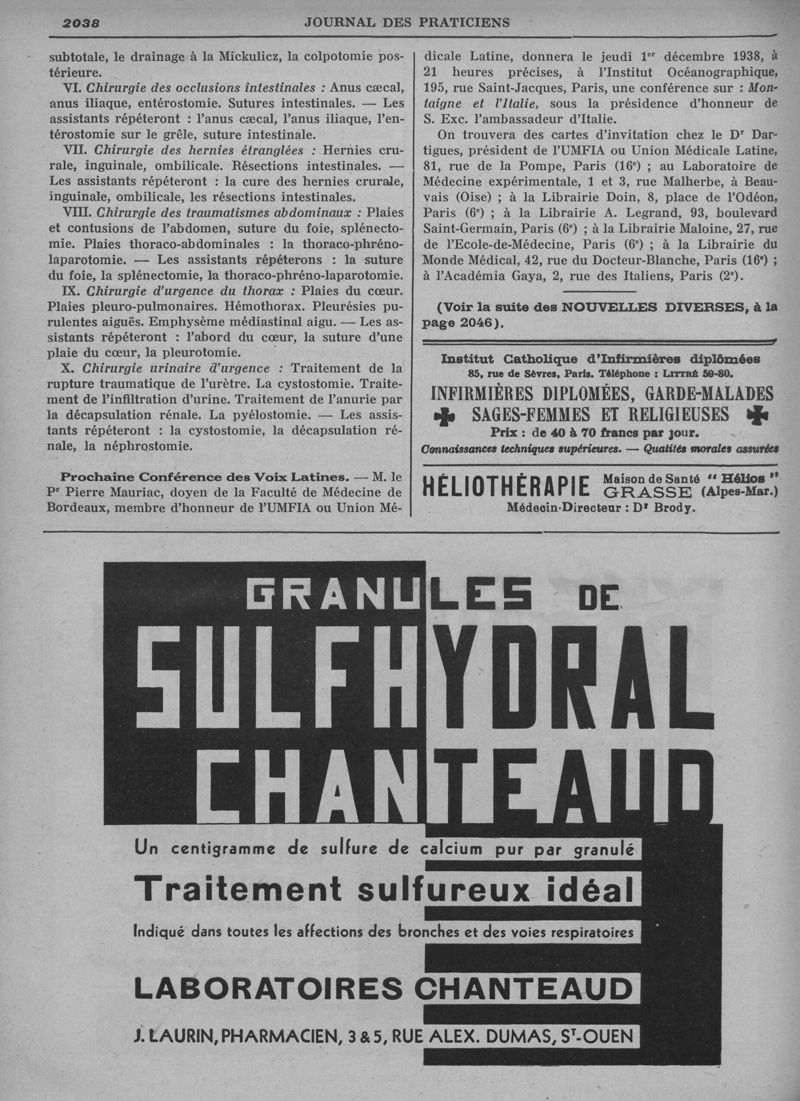 2038
JOURNAL DES PRATICIENS
subtotale, le drainage à la Mickulicz, la colpotomie pos-
térieure.
VI. Chirurgie des occlusions intestinales : Anus cæcal,
anus iliaque, entérostomie. Sutures intestinales. — Les
assistants répéteront : l'anus cæcal, l'anus iliaque, l'en-
térostomie sur le grêle, suture intestinale.
VII. Chirurgie des hernies étranglées : Hernies cru-
rale, inguinale, ombilicale. Résections intestinales. —
Les assistants répéteront : la cure des hernies crurale,
inguinale, ombilicale, les résections intestinales.
VIII. Chirurgie des traumatismes abdominaux : Plaies
et contusions de l'abdomen, suture du foie, splénecto-
mie. Plaies thoraco-abdominales : la thoraco-phréno-
laparotomie. — Les assistants répéterons : la suture
du foie, la splénectomie, la thoraco-phréno-laparotomie.
IX. Chirurgie d'urgence du thorax : Plaies du cœur.
Plaies pleuro-pulmonaires. Hémothorax. Pleurésies pu-
rulentes aiguës. Emphysème médiastinal aigu. — Les as-
sistants répéteront : l'abord du cœur, la suture d'une
plaie du cœur, la pleurotomie.
X. Chirurgie urinaire d'urgence : Traitement de la
rupture traumatique de l'urètre. La cystostomie. Traite-
ment de l'infiltration d'urine. Traitement de l'anurie par
la décapsulation rénale. La pyélostomie. — Les assis-
tants répéteront : la cystostomie, la décapsulation ré-
nale, la néphrostomie.
Prochaine Conférence des Voix Latines. — M. le
Pr Pierre Mauriac, doyen de la Faculté de Médecine de
Bordeaux, membre d'honneur de l'UMFIA ou Union Mé-
dicale Latine, donnera le jeudi 1er décembre 1938, à
21 heures précises, à l'Institut Océanographique,
195, rue Saint-Jacques, Paris, une conférence sur : Mon-
taigne et l'Italie, sous la présidence d'honneur de
S. Exc. l'ambassadeur d'Italie.
On trouvera des cartes d'invitation chez le Dr Dar-
tigues, président de l'UMFIA ou Union Médicale Latine,
81, rue de la Pompe, Paris (16e) ; au Laboratoire de
Médecine expérimentale, 1 et 3, rue Malherbe, à Beau-
vais (Oise) ; à la Librairie Doin, 8, place de l'Odéon,
Paris (6e) ; à la Librairie A. Legrand, 93, boulevard
Saint-Germain, Paris (6e) ; à la Librairie Maloine, 27, rue
de l'Ecole-de-Médecine, Paris (6e) ; à la Librairie du
Monde Médical, 42, rue du Docteur-Blanche, Paris (16e) ;
à l'Académia Gaya, 2, rue des Italiens, Paris (2e).
(Voir la suite des NOUVELLES DIVERSES, à la
page 2046).
Institut Catholique d'Infirmières diplômées
85, rue de Sèvres, Paris. Téléphone : LITTRÉ 59-80.
INFIRMIÈRES DIPLOMÉES, GARDE-MALADES
SAGES-FEMMES ET RELIGIEUSES
Prix : de 40 à 70 francs par jour.
Connaissances techniques supérieures. — Qualités morales assurées
HÉLIOTHÉRAPIE Maison de Santé " Hélios "
GRASSE (Alpes-Mar.)
Médecin-Directeur : Dr Brody.
GRANULES DE
SULFHYDRAL
CHANTEAUD
Un centigramme de sulfure de calcium pur par granulé
Traitement sulfureux idéal
Indiqué dans toutes les affections des bronches et des voies respiratoires
LABORATOIRES CHANTEAUD
J. LAURIN, PHARMACIEN, 3 & 5, RUE ALEX. DUMAS, ST-OUEN